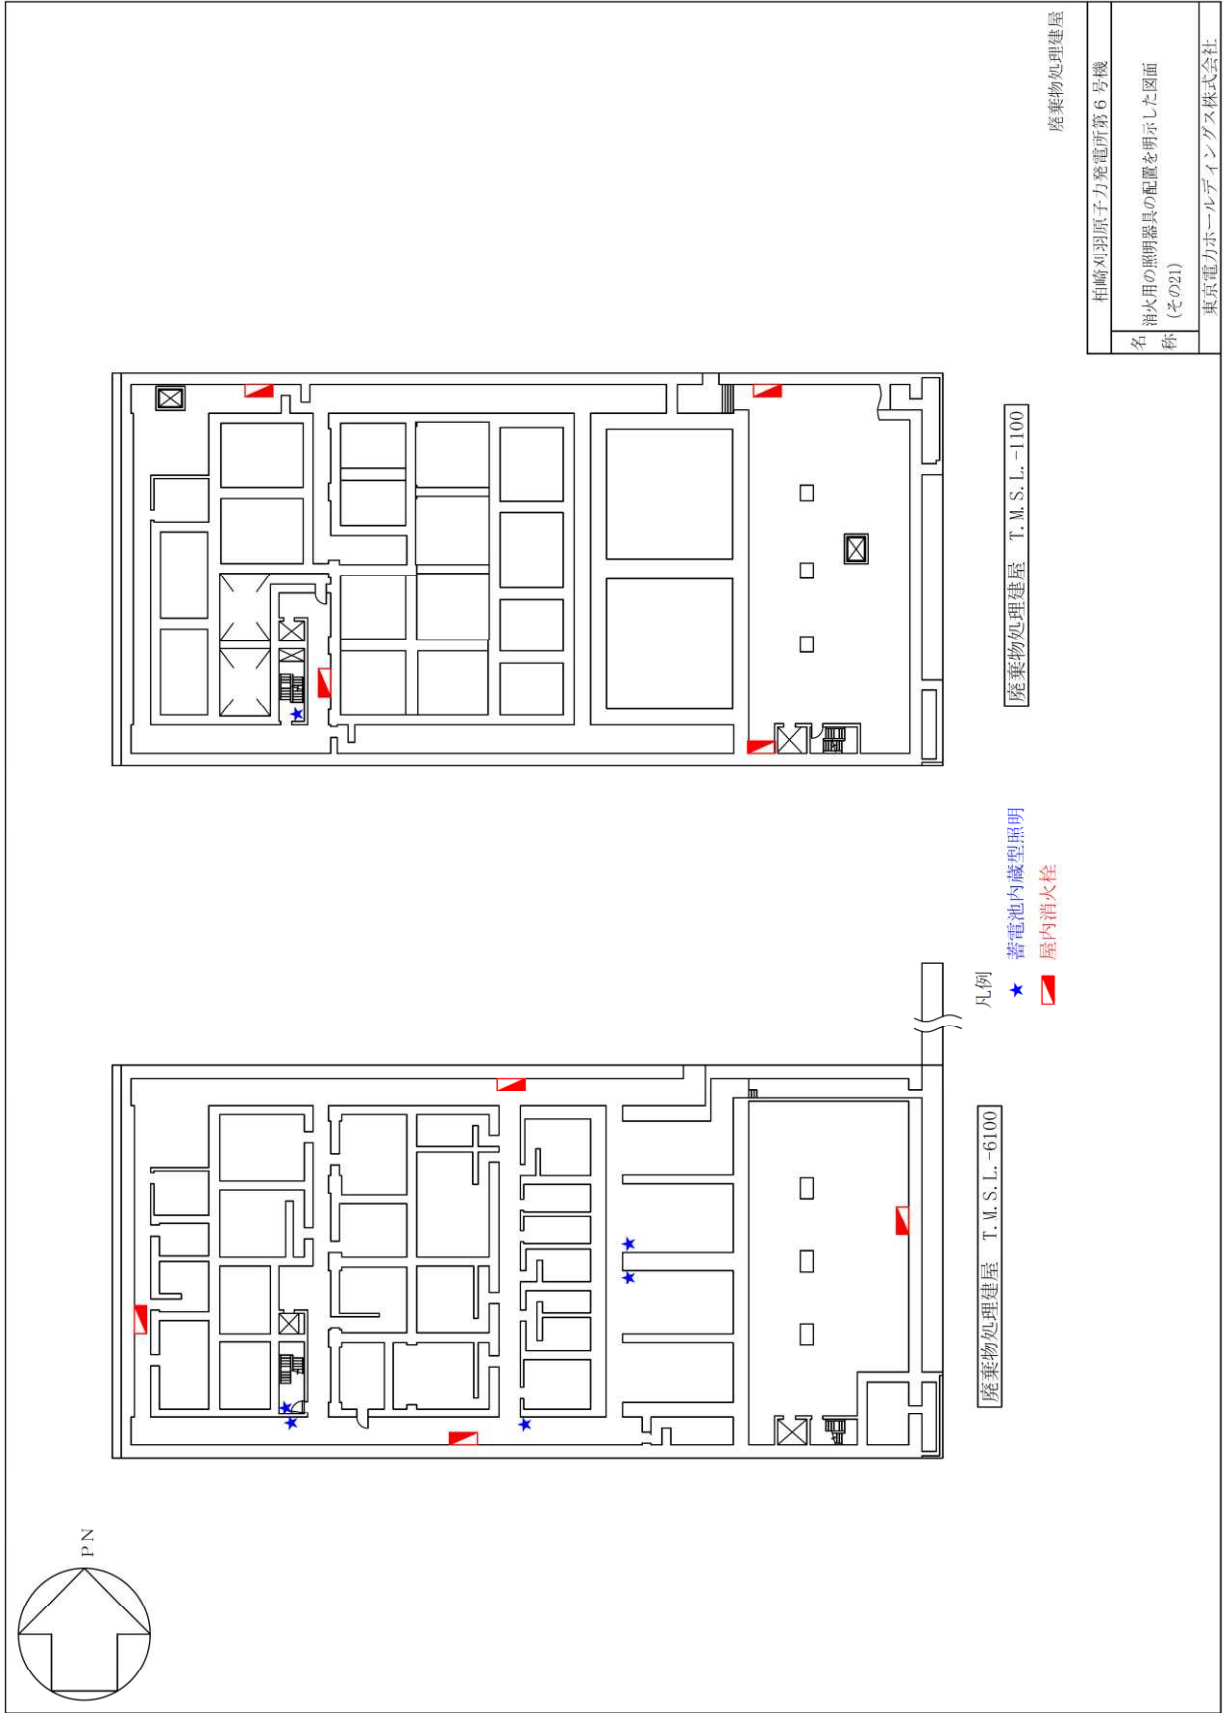 PN
廃棄物処理建屋 T.M.S.L.-6100
廃棄物処理建屋 T.M.S.L.-1100
凡例
★ 蓄電池内蔵型照明
屋内消火栓
廃棄物処理建屋
柏崎刈羽原子力発電所第6号機
名称
消火用の照明器具の配置を明示した図面
(その21)
東京電力ホールディングス株式会社